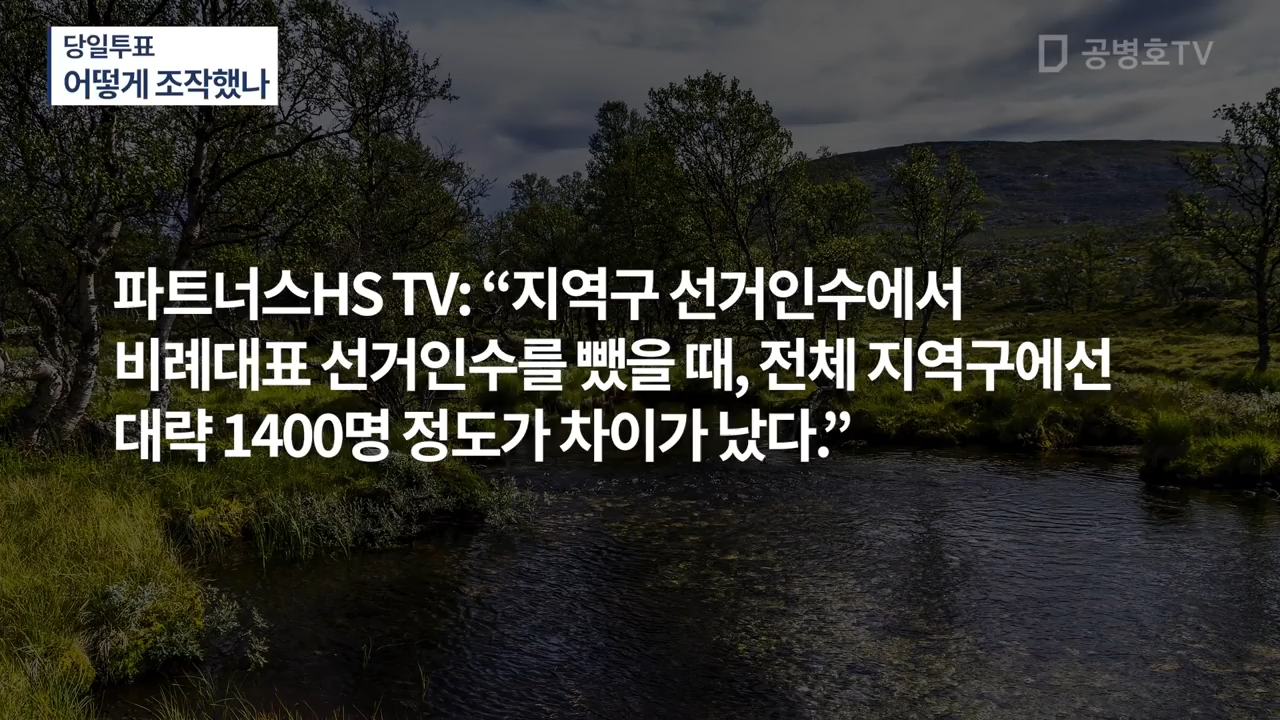 당일투표
어떻게 조작했나
공병호TV
파트너스HS TV: “지역구 선거인수에서
비례대표 선거인수를 뺐을 때, 전체 지역구에선
대략 1400명 정도가 차이가 났다.”